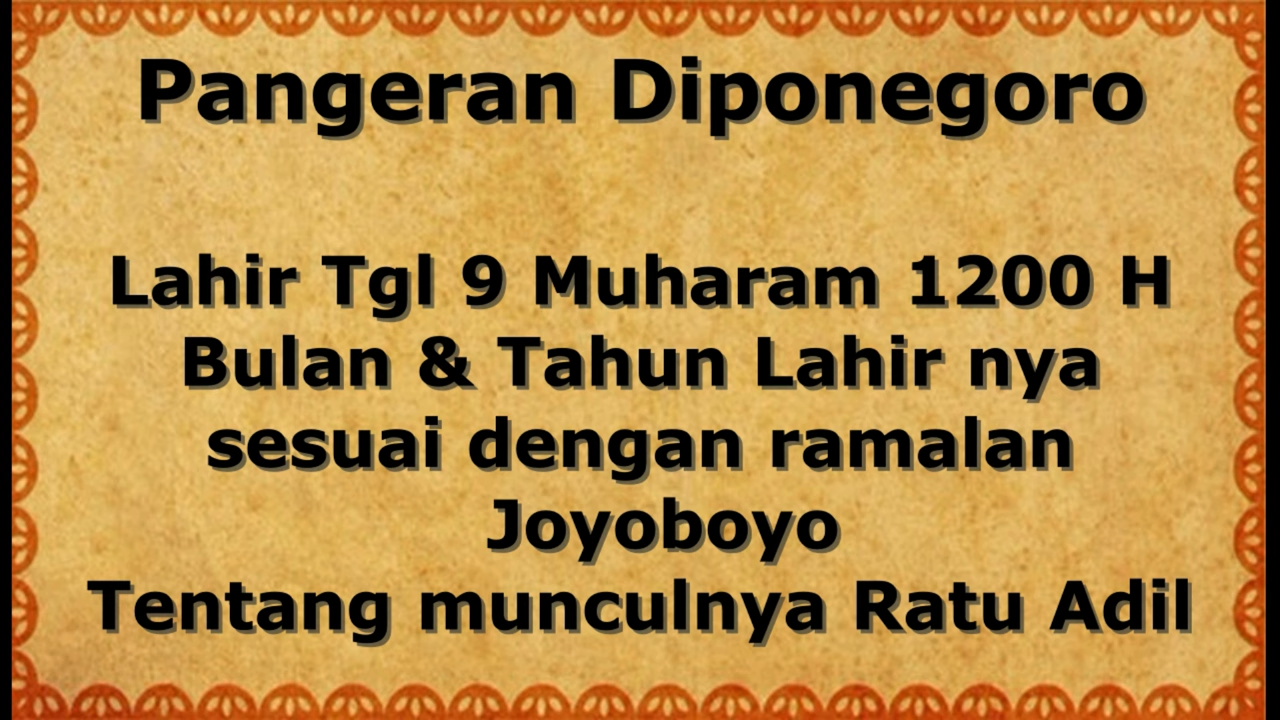 Pangeran Diponegoro
Lahir Tgl 9 Muharam 1200 H
Bulan & Tahun Lahir nya
sesuai dengan ramalan
Joyoboyo
Tentang munculnya Ratu Adil